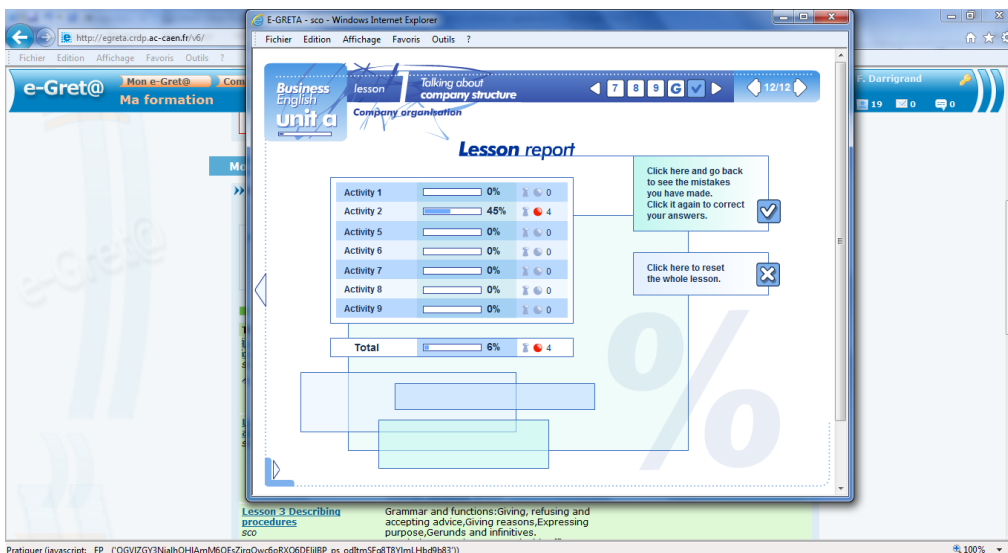 E-GRETA - sco - Windows Internet Explorer
http://egreta.crdp.ac-caen.fr/v6/
Fichier Edition Affichage Favoris Outils ?
Fichier Edition Affichage Favoris Outils ?
e-Gret@
Mon e-Gret@
Com
Ma formation
F. Darrigrand
19 0 0
Mo
Business
English
unit a
lesson 1
Talking about
company structure
Company organisation
7 8 9 G
12/12
Lesson report
Activity 1 0% 0
Activity 2 45% 4
Activity 5 0% 0
Activity 6 0% 0
Activity 7 0% 0
Activity 8 0% 0
Activity 9 0% 0
Total 6% 4
Click here and go back
to see the mistakes
you have made.
Click it again to correct
your answers.
Click here to reset
the whole lesson.
%
e-Gret@
Lesson 3 Describing
procedures
sco
Grammar and functions:Giving, refusing and
accepting advice,Giving reasons,Expressing
purpose,Gerunds and infinitives.
100%